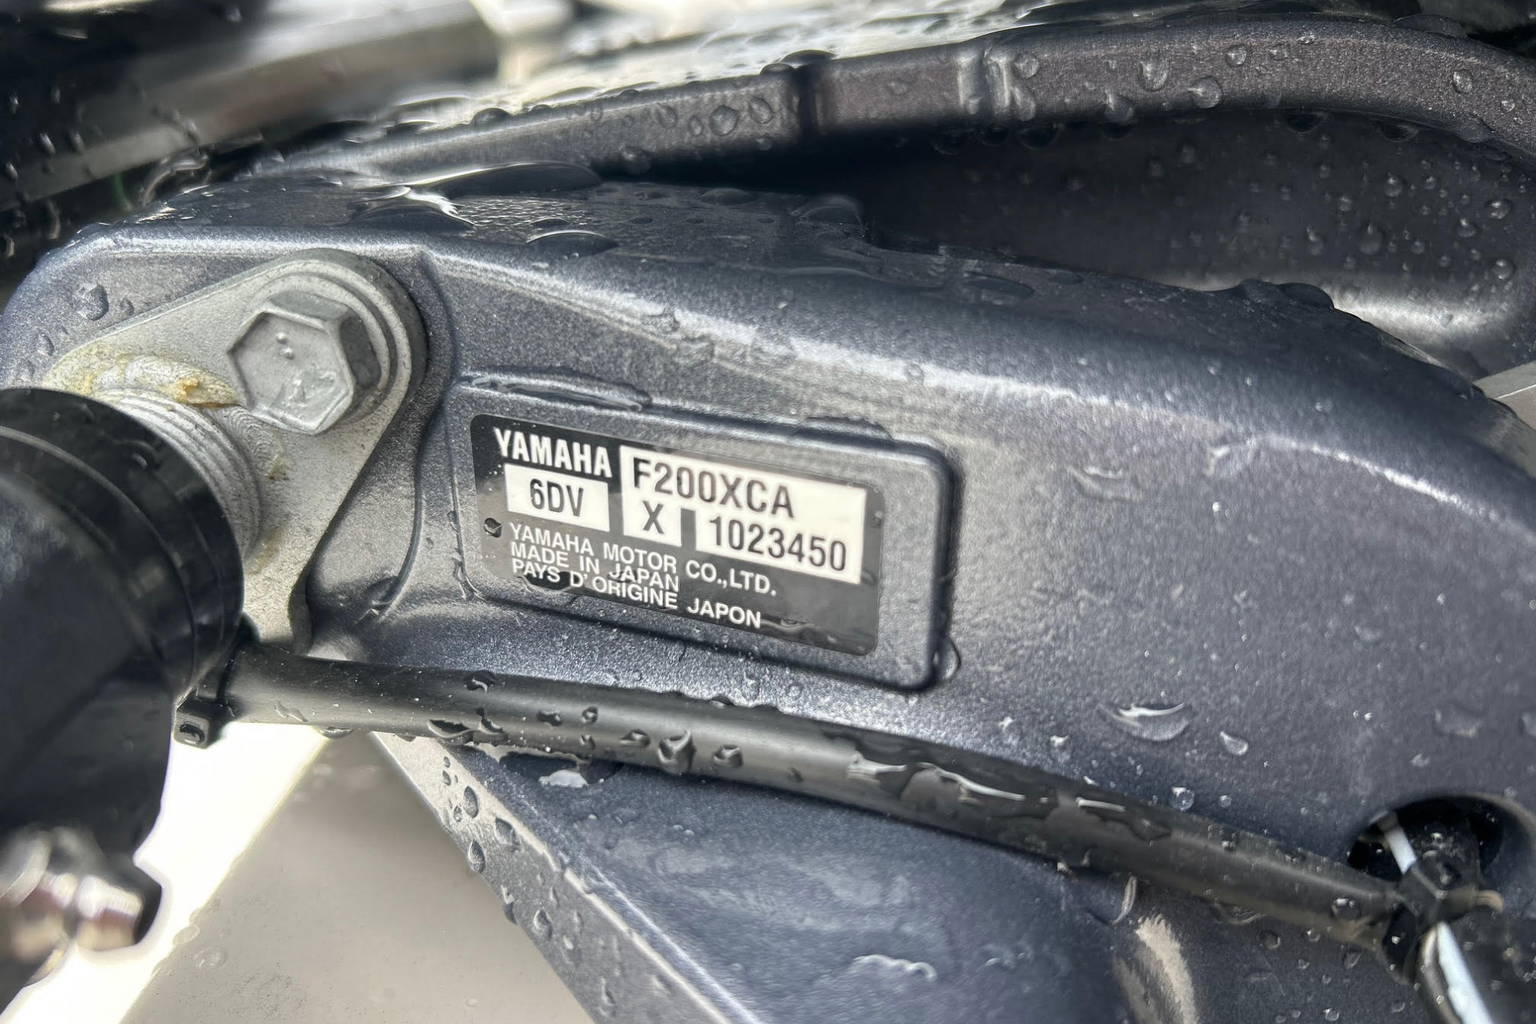 YAMAHA F200XCA
6DV X 1023450
YAMAHA MOTOR CO.,LTD.
MADE IN JAPAN
PAYS D'ORIGINE JAPON